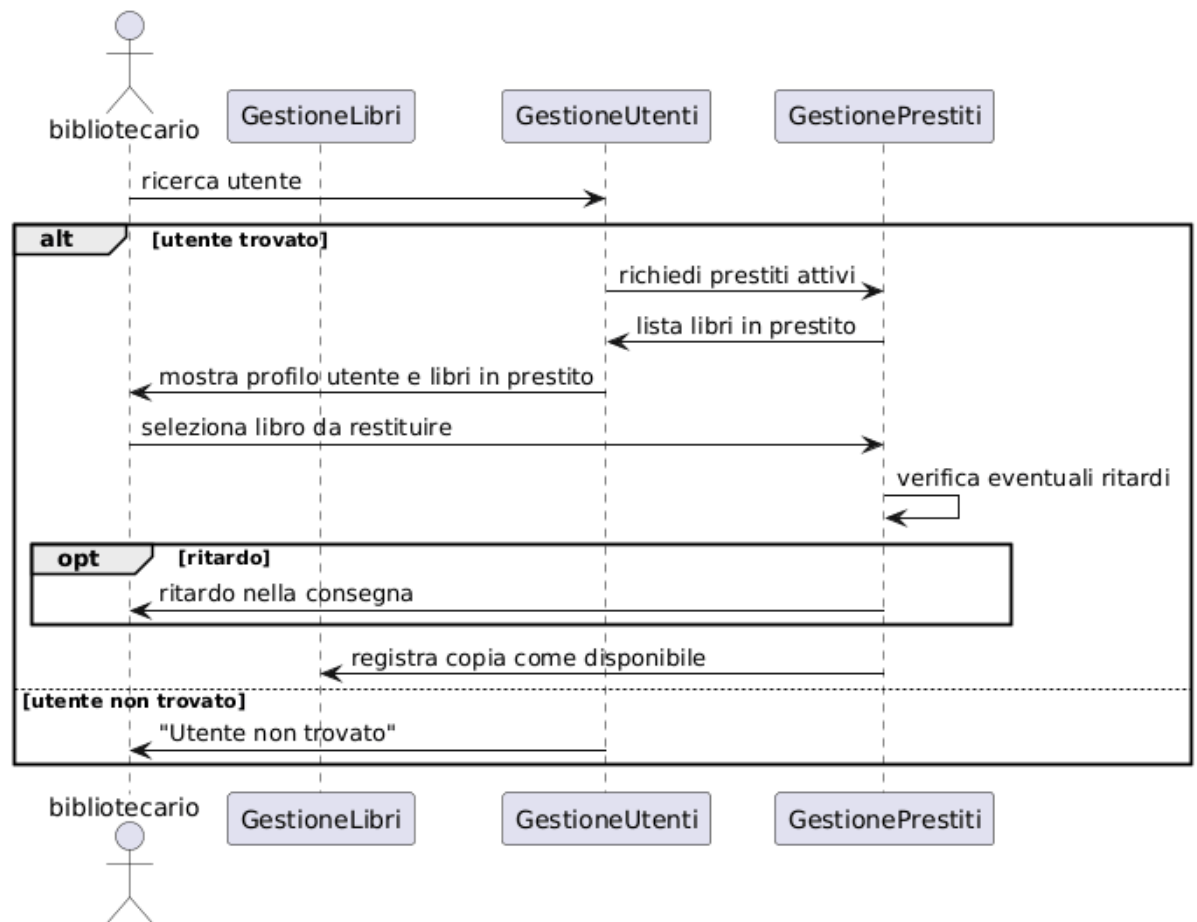 bibliotecario
GestioneLibri
GestioneUtenti
GestionePrestiti
ricerca utente
alt
[utente trovato]
richiedi prestiti attivi
lista libri in prestito
mostra profilo utente e libri in prestito
seleziona libro da restituire
verifica eventuali ritardi
opt
[ritardo]
ritardo nella consegna
registra copia come disponibile
[utente non trovato]
"Utente non trovato"
bibliotecario
GestioneLibri
GestioneUtenti
GestionePrestiti